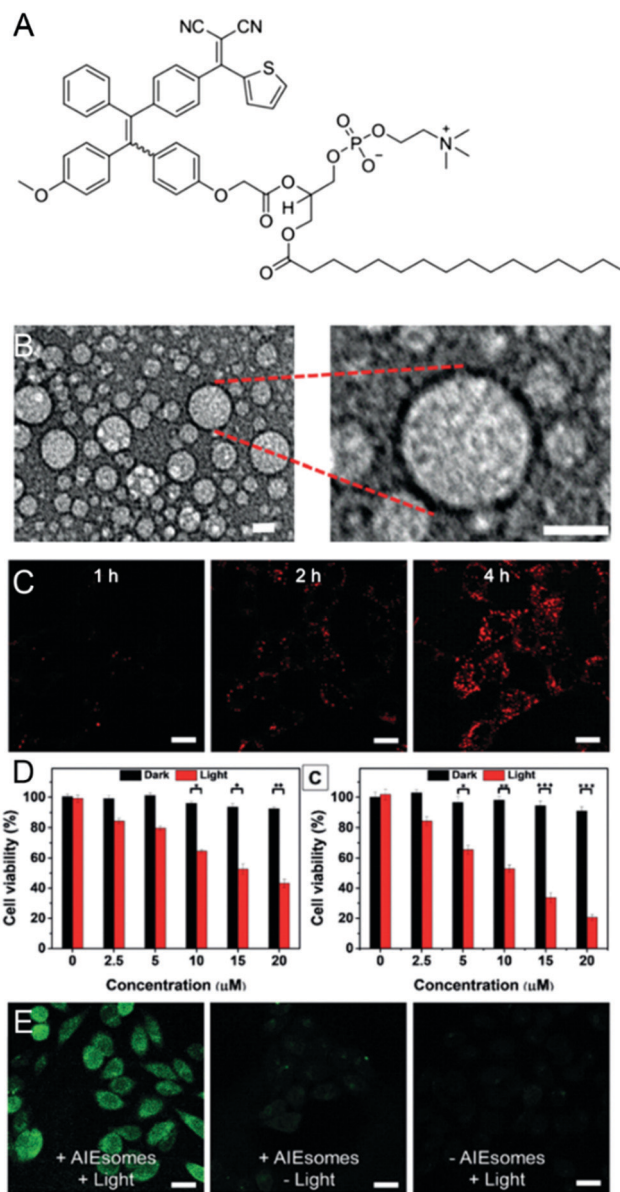 A
NC
CN
S
O
O
P
O
O
O⁻
N
+
O
O
O
O
H
O
O
B
C
1 h
2 h
4 h
D
Dark
Light
c
Dark
Light
*
*
**
*
**
***
***
Cell viability (%)
100
80
60
40
20
0
Cell viability (%)
100
80
60
40
20
0
0
2.5
5
10
15
20
0
2.5
5
10
15
20
Concentration (μM)
Concentration (μM)
E
+ AIEsomes
+ Light
+ AIEsomes
- Light
- AIEsomes
+ Light